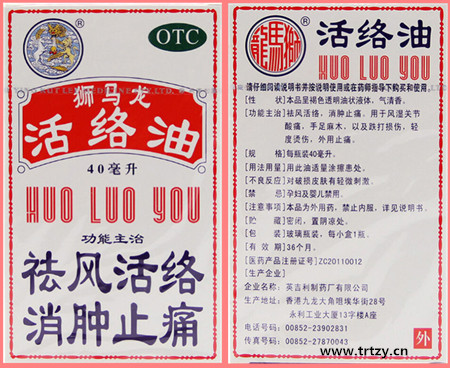 OTC
狮马龙
活络油
40毫升
HUO LUO YOU
功能主治
祛风活络
消肿止痛
龍馬獅
活络油
HUO LUO YOU
请仔细阅读说明书并按说明使用或在药师指导下购买和使用。
[性 状]本品呈褐色透明油状液体，气清香。
[功能主治]祛风活络，消肿止痛。用于风湿关节
酸痛，手足麻木，以及跌打损伤，轻
度烫伤，外用止痛。
[规 格]每瓶装40毫升。
[用法用量]用此油适量涂擦患处。
[不良反应]对破损皮肤有轻微刺激。
[禁 忌]孕妇及婴儿禁用。
[注意事项]本品为外用药，禁止内服，详见说明书。
[贮 藏]密闭，置阴凉处。
[包 装]玻璃瓶装，每小盒1瓶。
[有 效 期]36个月。
[医药产品注册证号]ZC20110012
[生产企业]
企业名称：英吉利制药厂有限公司
生产地址：香港九龙大角咀埃华街28号
永利工业大厦13字楼A座
电话号码：00852-23902831
传真号码：00852-27870043
外
www.trtzy.cn